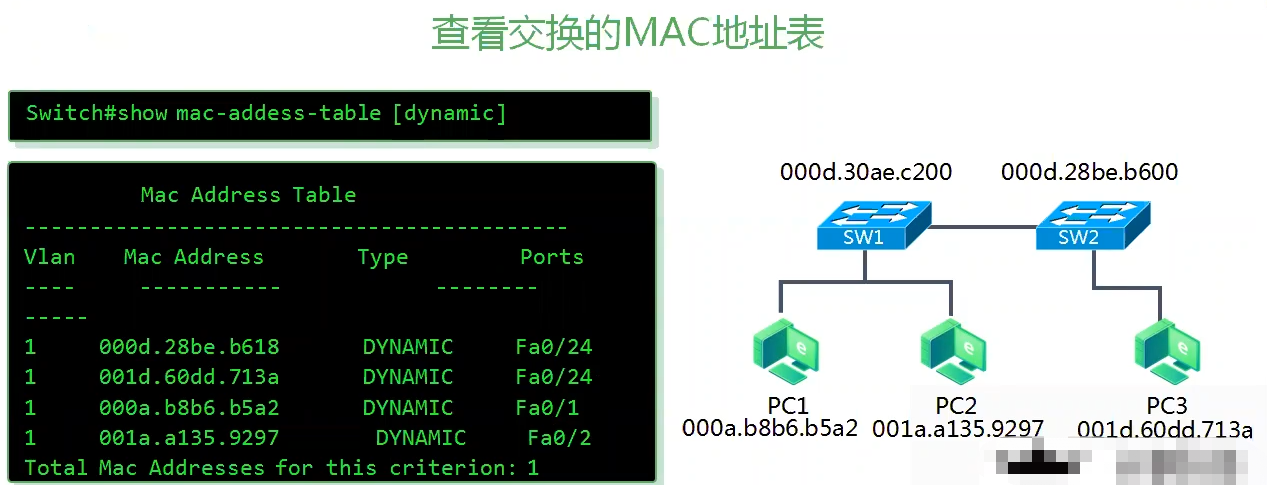 查看交换的MAC地址表
Switch#show mac-addess-table [dynamic]
Mac Address Table
-------------------------------------------
Vlan Mac Address Type Ports
---- ----------- --------
-----
1 000d.28be.b618 DYNAMIC Fa0/24
1 001d.60dd.713a DYNAMIC Fa0/24
1 000a.b8b6.b5a2 DYNAMIC Fa0/1
1 001a.a135.9297 DYNAMIC Fa0/2
Total Mac Addresses for this criterion: 1
000d.30ae.c200 000d.28be.b600
SW1 SW2
e e e
PC1 PC2 PC3
000a.b8b6.b5a2 001a.a135.9297 001d.60dd.713a